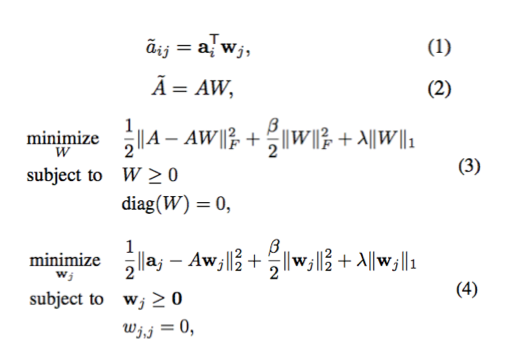 ã_{ij} = a_i^T w_j, (1)
Ã = AW, (2)
minimize_W 1/2 ‖A − AW‖_F^2 + β/2 ‖W‖_F^2 + λ‖W‖_1
subject to W ≥ 0 (3)
diag(W) = 0,
minimize_{w_j} 1/2 ‖a_j − Aw_j‖_2^2 + β/2 ‖w_j‖_2^2 + λ‖w_j‖_1
subject to w_j ≥ 0 (4)
w_{j,j} = 0,